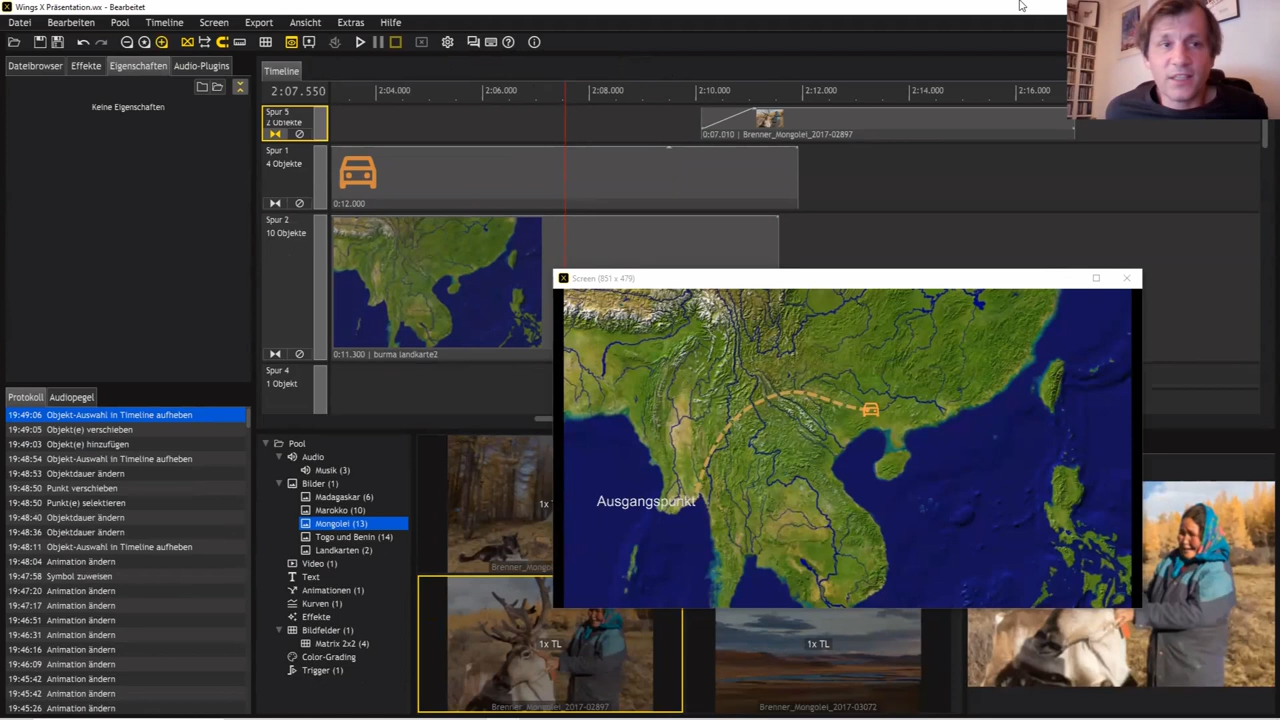 Wings X Präsentation.wx - Bearbeitet
Datei Bearbeiten Pool Timeline Screen Export Ansicht Extras Hilfe
Dateibrowser Effekte Eigenschaften Audio-Plugins
Keine Eigenschaften
Timeline
2:07.550 2:04.000 2:06.000 2:08.000 2:10.000 2:12.000 2:14.000 2:16.000
Spur 5
2 Objekte
0:07.010 | Brenner_Mongolei_2017-02897
Spur 1
4 Objekte
0:12.000
Spur 2
10 Objekte
0:11.300 | burma landkarte2
Spur 4
1 Objekt
Screen (851 x 479)
Ausgangspunkt
Protokoll Audiopegel
19:49:06 Objekt-Auswahl in Timeline aufheben
19:49:05 Objekt(e) verschieben
19:49:03 Objekt(e) hinzufügen
19:48:54 Objekt-Auswahl in Timeline aufheben
19:48:53 Objektdauer ändern
19:48:50 Punkt verschieben
19:48:50 Punkt(e) selektieren
19:48:40 Objektdauer ändern
19:48:36 Objektdauer ändern
19:48:11 Objekt-Auswahl in Timeline aufheben
19:48:04 Animation ändern
19:47:58 Symbol zuweisen
19:47:20 Animation ändern
19:47:17 Animation ändern
19:46:51 Animation ändern
19:46:31 Animation ändern
19:46:16 Animation ändern
19:46:09 Animation ändern
19:45:42 Animation ändern
19:45:42 Animation ändern
19:45:26 Animation ändern
Pool
Audio
Musik (3)
Bilder (1)
Madagaskar (6)
Marokko (10)
Mongolei (13)
Togo und Benin (14)
Landkarten (2)
Video (1)
Text
Animationen (1)
Kurven (1)
Effekte
Bildfelder (1)
Matrix 2x2 (4)
Color-Grading
Trigger (1)
1x T
1x TL
Brenner_Mongolei_2017-02897
1x TL
Brenner_Mongolei_2017-03072